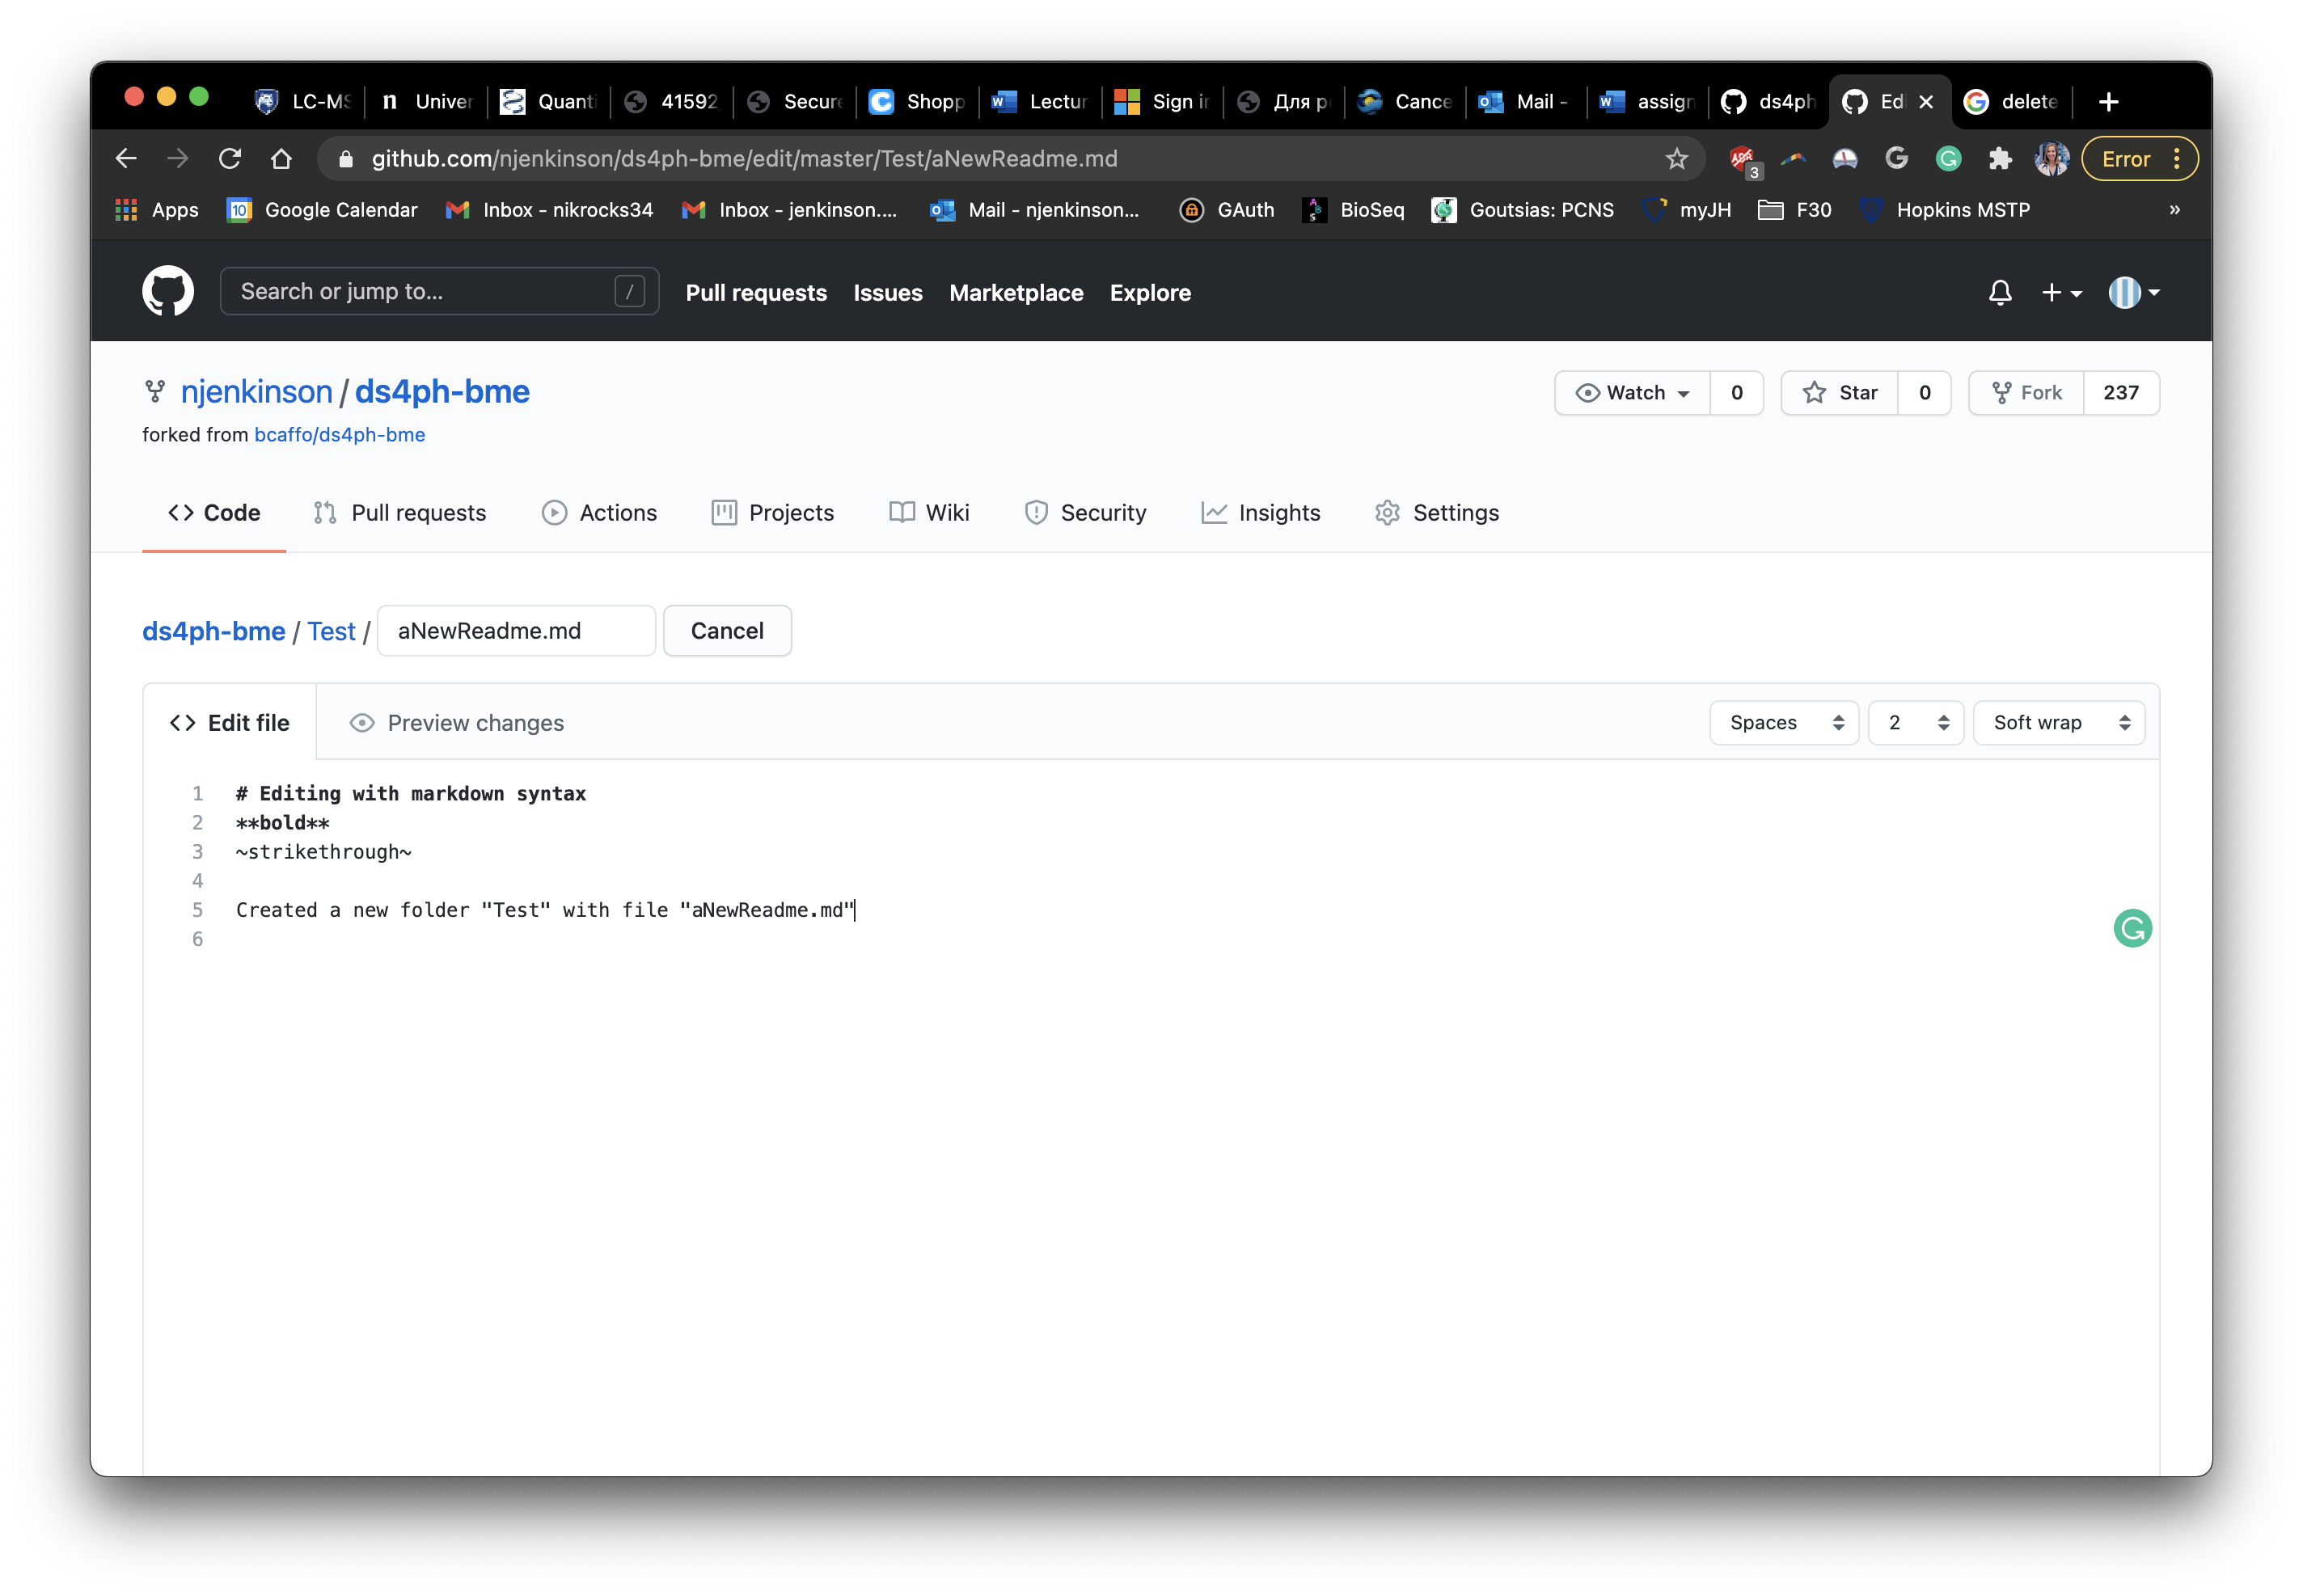 LC-MS Univer Quanti 41592 Secure Shopp Lectur Sign in Для р Cance Mail - assign ds4ph Edi delete
github.com/njenkinson/ds4ph-bme/edit/master/Test/aNewReadme.md 3 Error
Apps Google Calendar Inbox - nikrocks34 Inbox - jenkinson.... Mail - njenkinson... GAuth BioSeq Goutsias: PCNS myJH F30 Hopkins MSTP »
Search or jump to... / Pull requests Issues Marketplace Explore
njenkinson / ds4ph-bme Watch 0 Star 0 Fork 237
forked from bcaffo/ds4ph-bme
Code Pull requests Actions Projects Wiki Security Insights Settings
ds4ph-bme / Test / aNewReadme.md Cancel
<> Edit file Preview changes Spaces 2 Soft wrap
1 # Editing with markdown syntax
2 **bold**
3 ~strikethrough~
4
5 Created a new folder "Test" with file "aNewReadme.md"
6